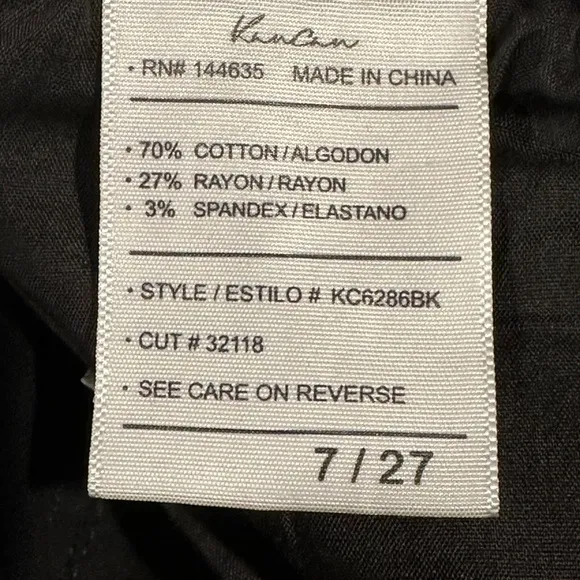 KanCan
• RN# 144635 MADE IN CHINA
• 70% COTTON/ALGODON
• 27% RAYON/RAYON
• 3% SPANDEX/ELASTANO
• STYLE / ESTILO # KC6286BK
• CUT # 32118
• SEE CARE ON REVERSE
7 / 27